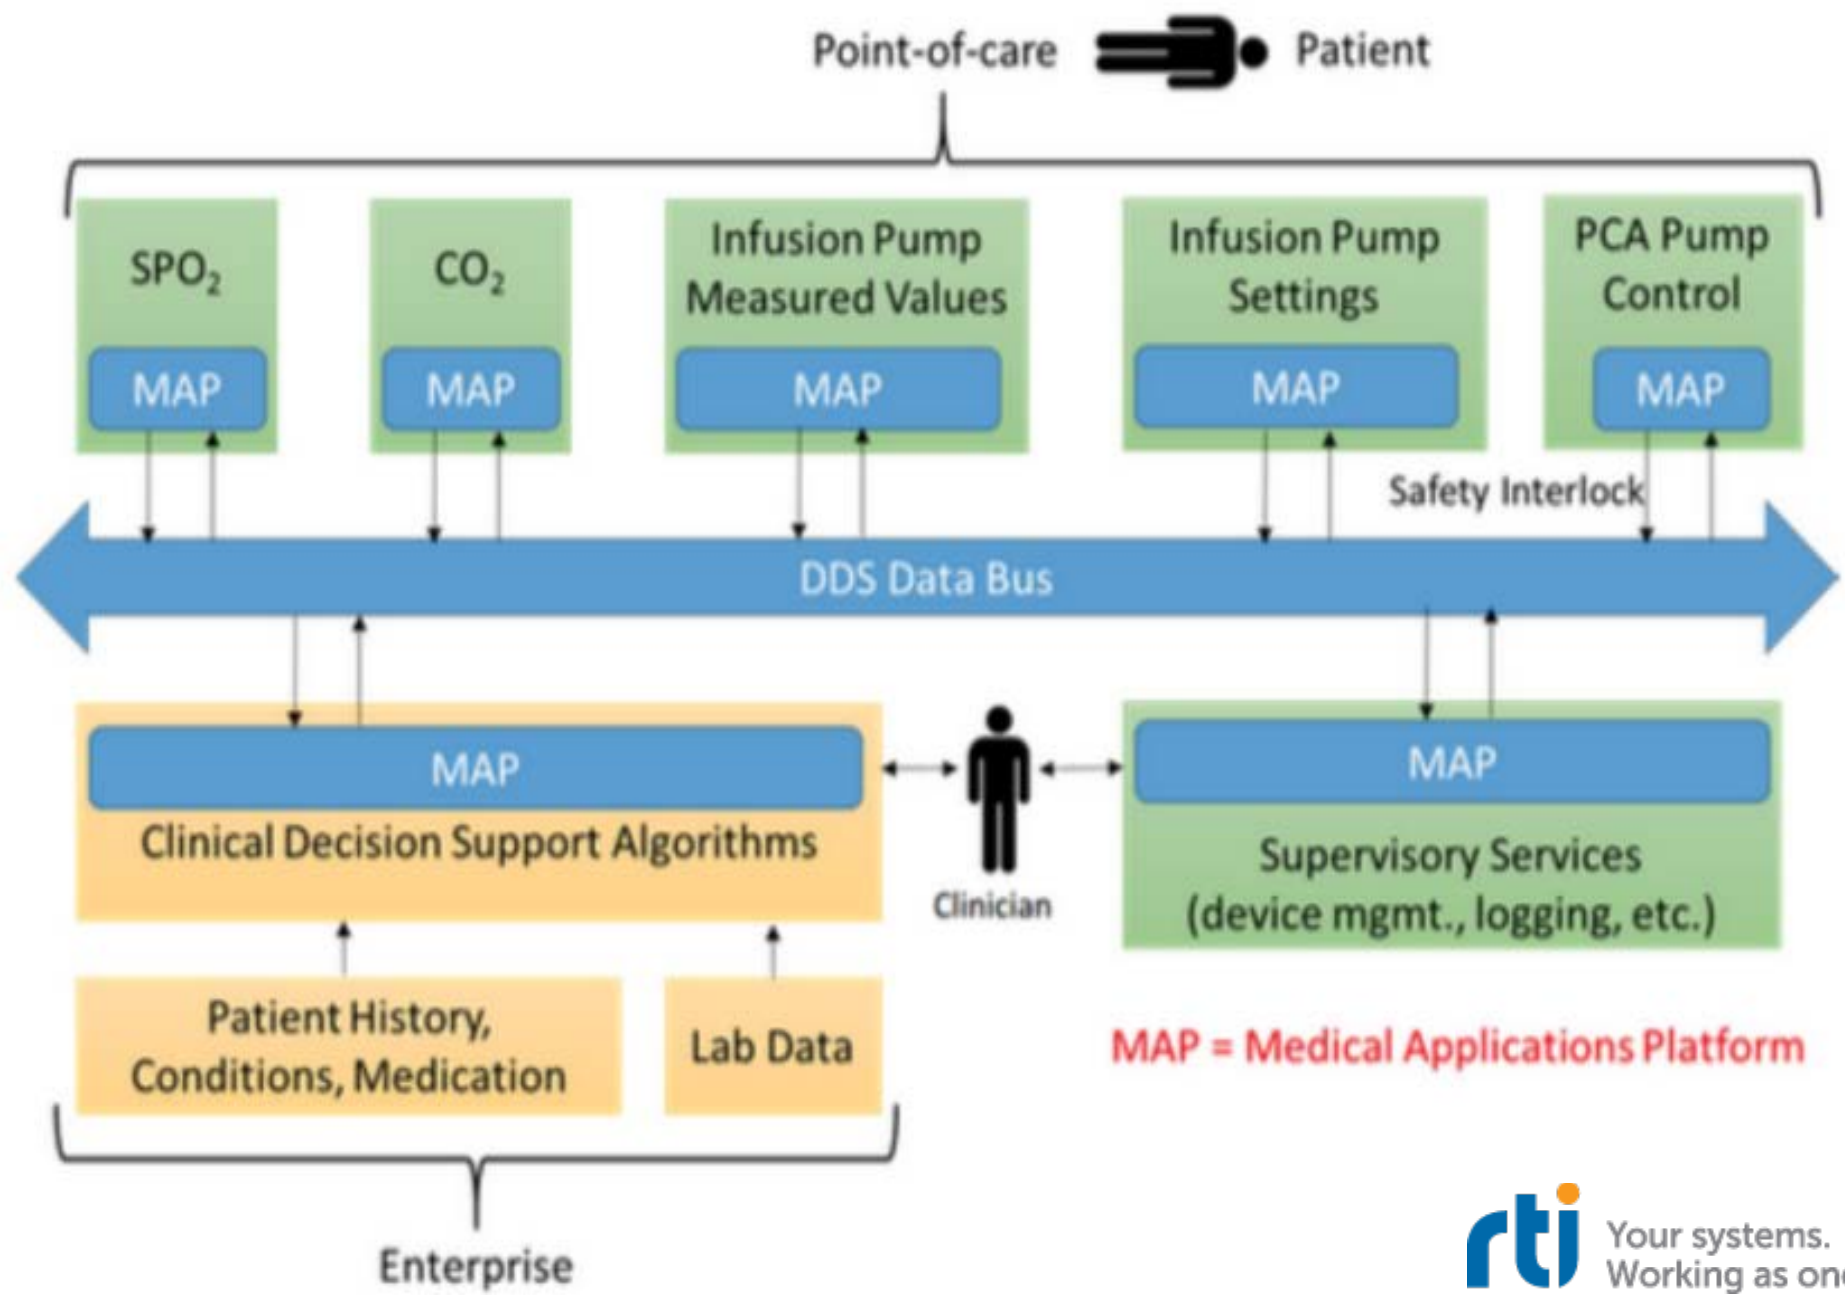 Point-of-care
Patient
SPO₂
MAP
CO₂
MAP
Infusion Pump
Measured Values
MAP
Infusion Pump
Settings
MAP
PCA Pump
Control
MAP
Safety Interlock
DDS Data Bus
MAP
Clinical Decision Support Algorithms
Clinician
MAP
Supervisory Services
(device mgmt., logging, etc.)
Patient History,
Conditions, Medication
Lab Data
MAP = Medical Applications Platform
Enterprise
rti
Your systems.
Working as one